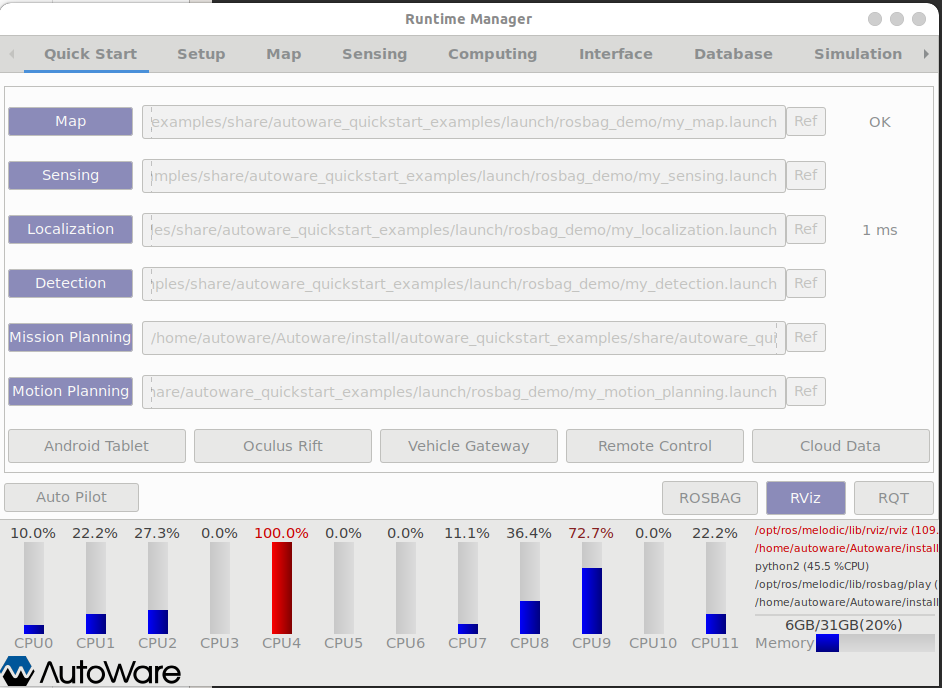 Runtime Manager
Quick Start Setup Map Sensing Computing Interface Database Simulation
Map examples/share/autoware_quickstart_examples/launch/rosbag_demo/my_map.launch Ref OK
Sensing mples/share/autoware_quickstart_examples/launch/rosbag_demo/my_sensing.launch Ref
Localization les/share/autoware_quickstart_examples/launch/rosbag_demo/my_localization.launch Ref 1 ms
Detection ples/share/autoware_quickstart_examples/launch/rosbag_demo/my_detection.launch Ref
Mission Planning /home/autoware/Autoware/install/autoware_quickstart_examples/share/autoware_qui Ref
Motion Planning hare/autoware_quickstart_examples/launch/rosbag_demo/my_motion_planning.launch Ref
Android Tablet Oculus Rift Vehicle Gateway Remote Control Cloud Data
Auto Pilot ROSBAG RViz RQT
10.0% 22.2% 27.3% 0.0% 100.0% 0.0% 0.0% 11.1% 36.4% 72.7% 0.0% 22.2%
CPU0 CPU1 CPU2 CPU3 CPU4 CPU5 CPU6 CPU7 CPU8 CPU9 CPU10 CPU11
/opt/ros/melodic/lib/rviz/rviz (109.
/home/autoware/Autoware/install
python2 (45.5 %CPU)
/opt/ros/melodic/lib/rosbag/play (
/home/autoware/Autoware/install
6GB/31GB(20%)
Memory
AutoWare